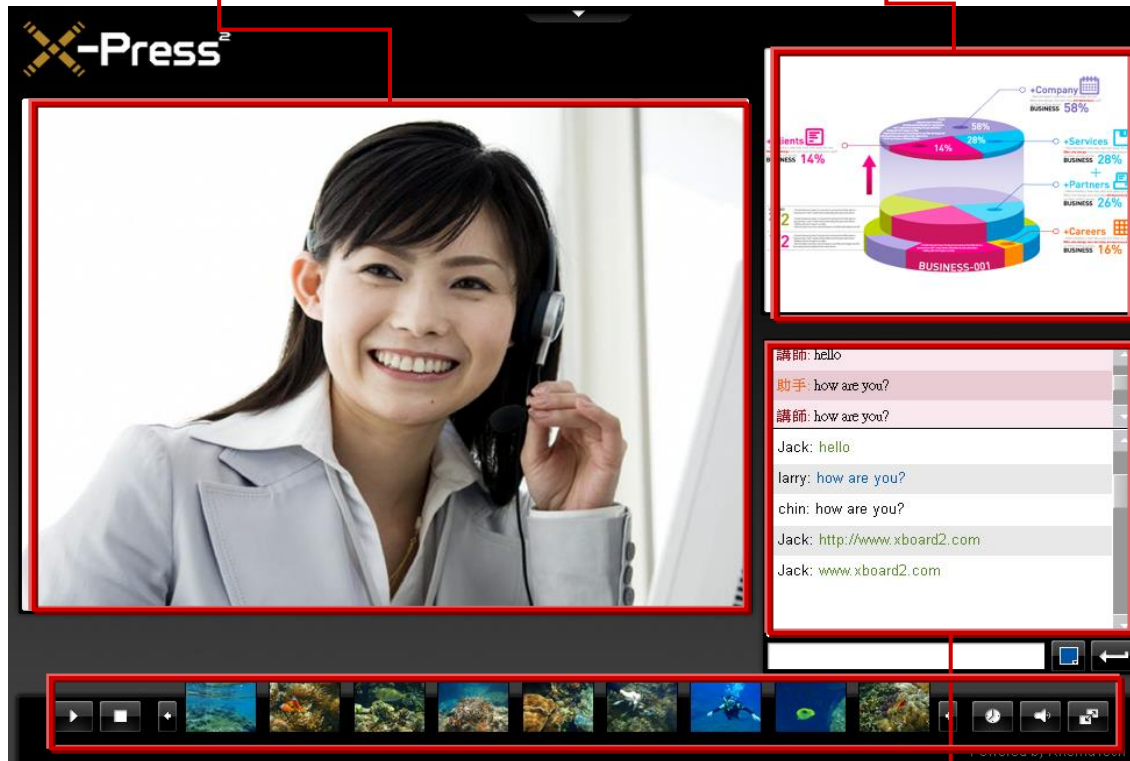 X-Press²
+Company
BUSINESS 58%
58%
28%
14%
BUSINESS 14%
+Services
BUSINESS 28%
+
+Partners
BUSINESS 26%
2
2
+Careers
BUSINESS 16%
BUSINESS-001
講師: hello
助手: how are you?
講師: how are you?
Jack: hello
larry: how are you?
chin: how are you?
Jack: http://www.xboard2.com
Jack: www.xboard2.com